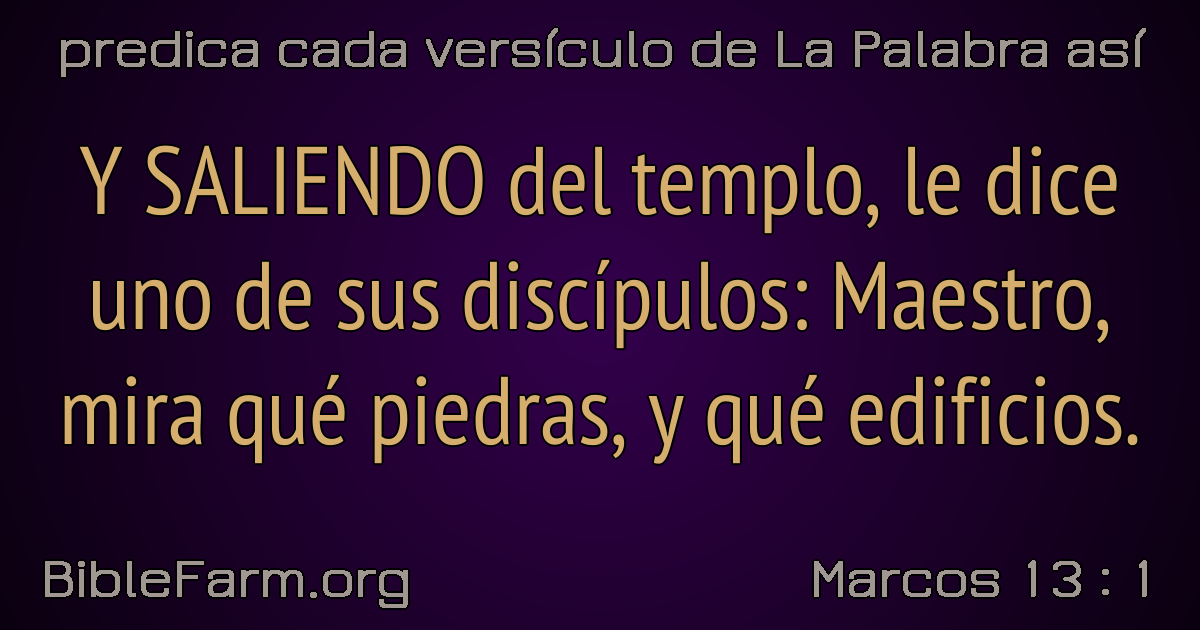 predica cada versículo de La Palabra así
Y SALIENDO del templo, le dice
uno de sus discípulos: Maestro,
mira qué piedras, y qué edificios.
BibleFarm.org
Marcos 13 : 1